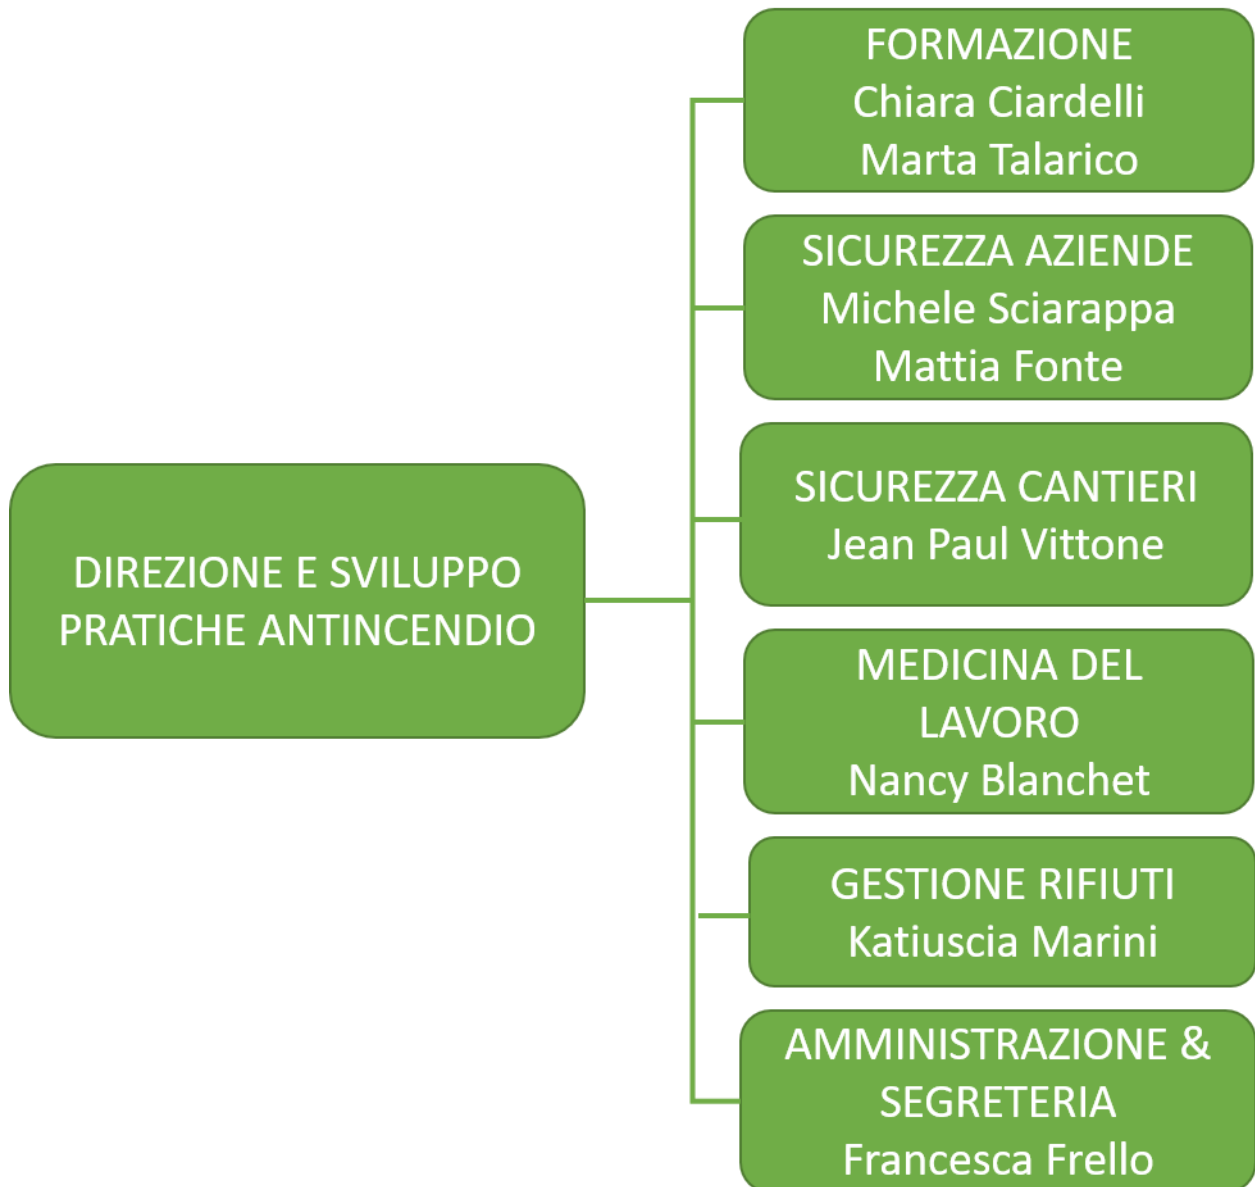 DIREZIONE E SVILUPPO
PRATICHE ANTINCENDIO
FORMAZIONE
Chiara Ciardelli
Marta Talarico
SICUREZZA AZIENDE
Michele Sciarappa
Mattia Fonte
SICUREZZA CANTIERI
Jean Paul Vittone
MEDICINA DEL
LAVORO
Nancy Blanchet
GESTIONE RIFIUTI
Katiuscia Marini
AMMINISTRAZIONE &
SEGRETERIA
Francesca Frello